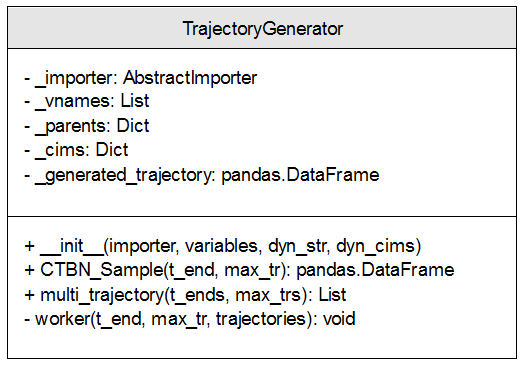 TrajectoryGenerator
- _importer: AbstractImporter
- _vnames: List
- _parents: Dict
- _cims: Dict
- _generated_trajectory: pandas.DataFrame
+ __init__(importer, variables, dyn_str, dyn_cims)
+ CTBN_Sample(t_end, max_tr): pandas.DataFrame
+ multi_trajectory(t_ends, max_trs): List
- worker(t_end, max_tr, trajectories): void